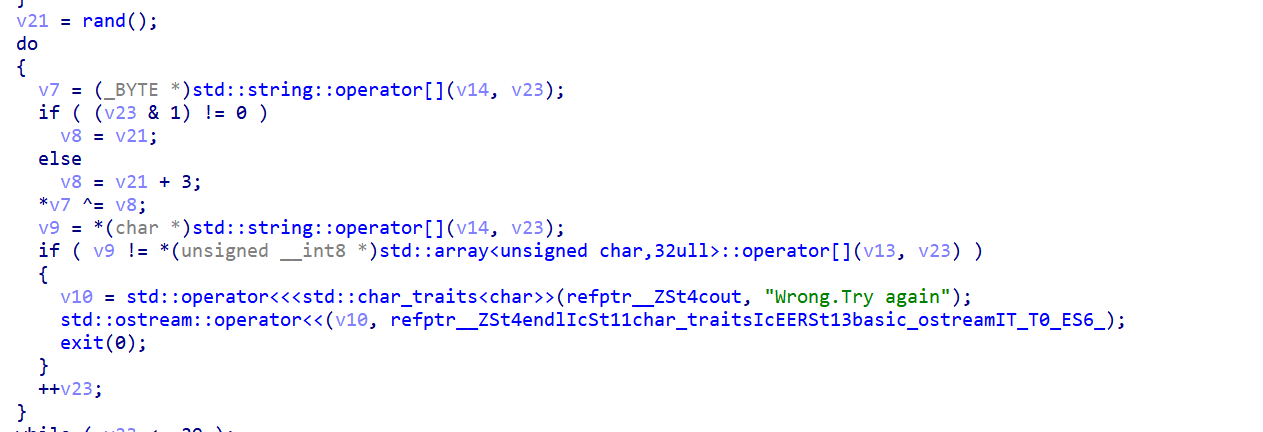 }
v21 = rand();
do
{
v7 = (_BYTE *)std::string::operator[](v14, v23);
if ( (v23 & 1) != 0 )
v8 = v21;
else
v8 = v21 + 3;
*v7 ^= v8;
v9 = *(char *)std::string::operator[](v14, v23);
if ( v9 != *(unsigned __int8 *)std::array<unsigned char,32ull>::operator[](v13, v23) )
{
v10 = std::operator<<<std::char_traits<char>>(refptr__ZSt4cout, "Wrong.Try again");
std::ostream::operator<<(v10, refptr__ZSt4endlIcSt11char_traitsIcEERSt13basic_ostreamIT_T0_ES6_);
exit(0);
}
++v23;
}